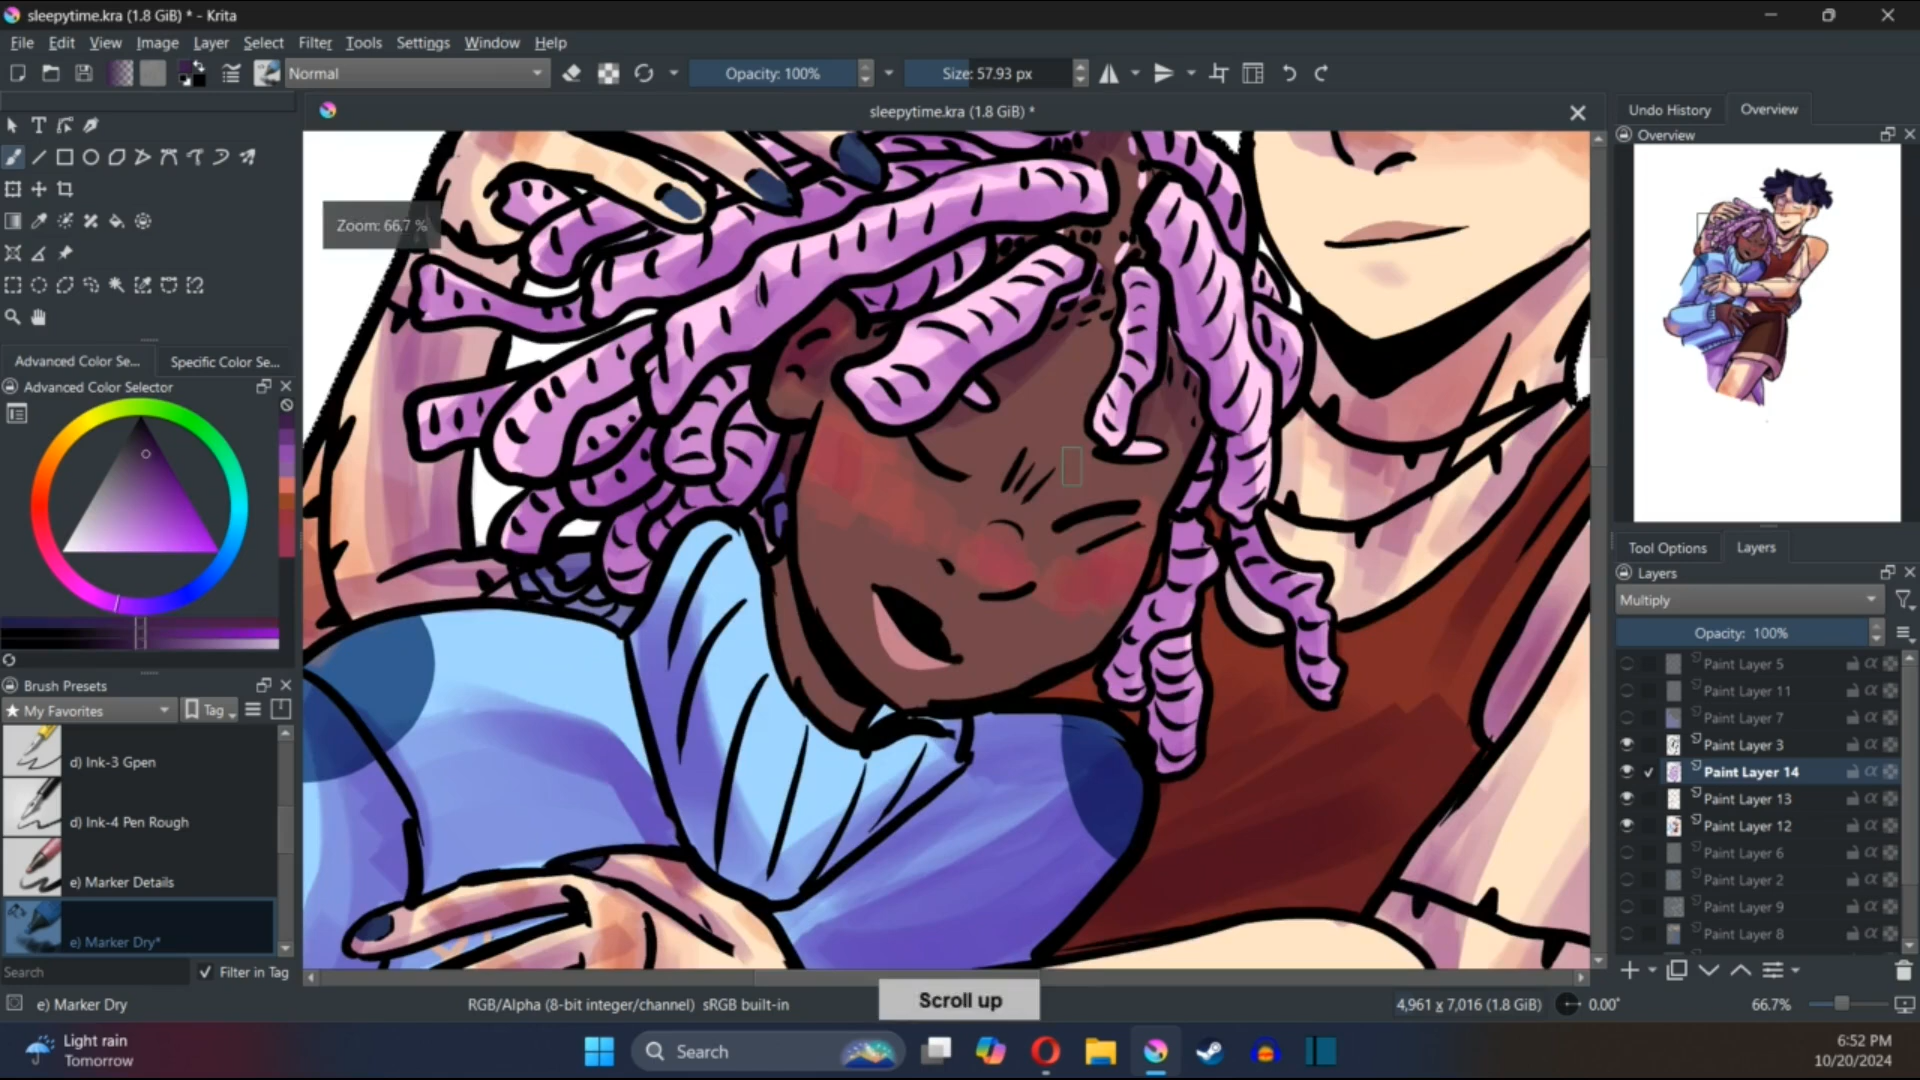 sleepytime.kra (1.8 GiB) * - Krita
File Edit View Image Layer Select Filter Tools Settings Window Help
Normal
Opacity: 100%
Size: 57.93 px
sleepytime.kra (1.8 GiB) *
Undo History
Overview
Overview
Zoom: 66.7 %
Advanced Color Se...
Specific Color Se...
Advanced Color Selector
Tool Options
Layers
Layers
Multiply
Opacity: 100%
Paint Layer 5
Paint Layer 11
Paint Layer 7
Paint Layer 3
Paint Layer 14
Paint Layer 13
Paint Layer 12
Paint Layer 6
Paint Layer 2
Paint Layer 9
Paint Layer 8
Brush Presets
★ My Favorites
Tag
d) Ink-3 Gpen
d) Ink-4 Pen Rough
e) Marker Details
e) Marker Dry*
Search
Filter in Tag
e) Marker Dry
RGB/Alpha (8-bit integer/channel) sRGB built-in
Scroll up
4,961 x 7,016 (1.8 GiB)
0.00°
66.7%
Light rain
Tomorrow
Search
6:52 PM
10/20/2024